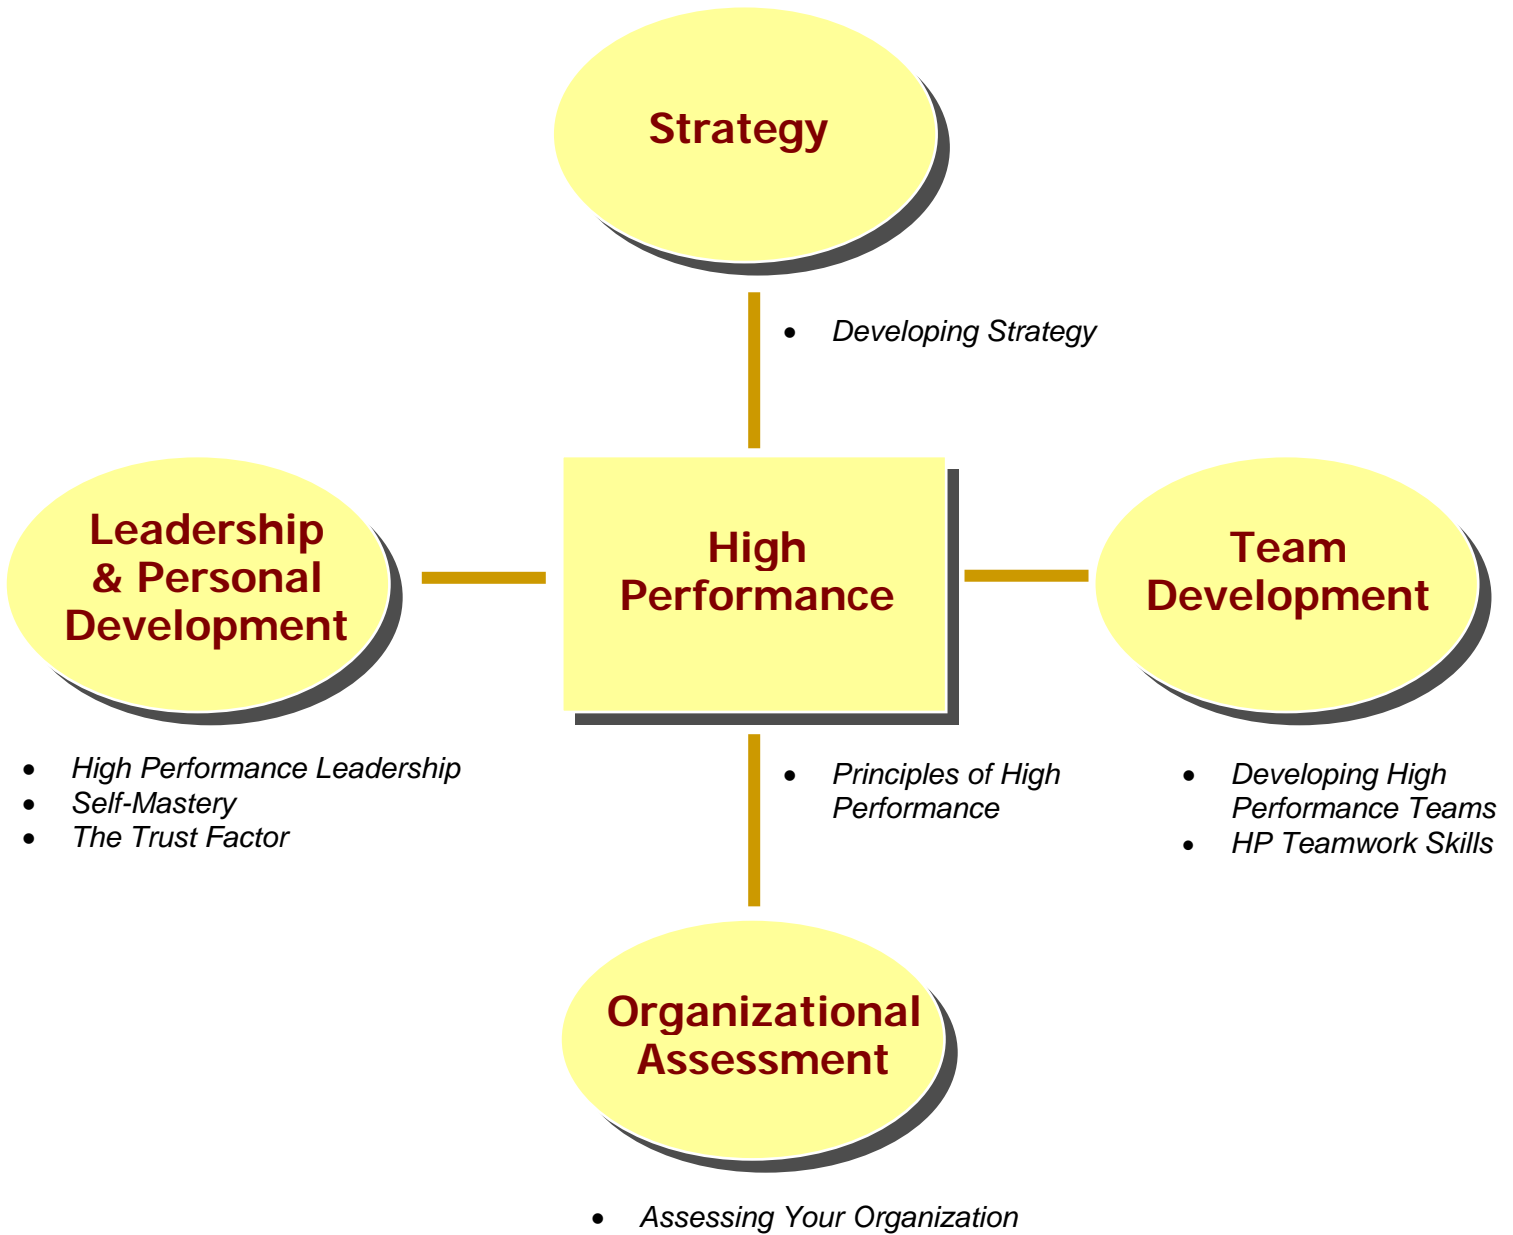 Strategy
• Developing Strategy
Leadership
& Personal
Development
High
Performance
Team
Development
• High Performance Leadership
• Self-Mastery
• The Trust Factor
• Principles of High
Performance
• Developing High
Performance Teams
• HP Teamwork Skills
Organizational
Assessment
• Assessing Your Organization